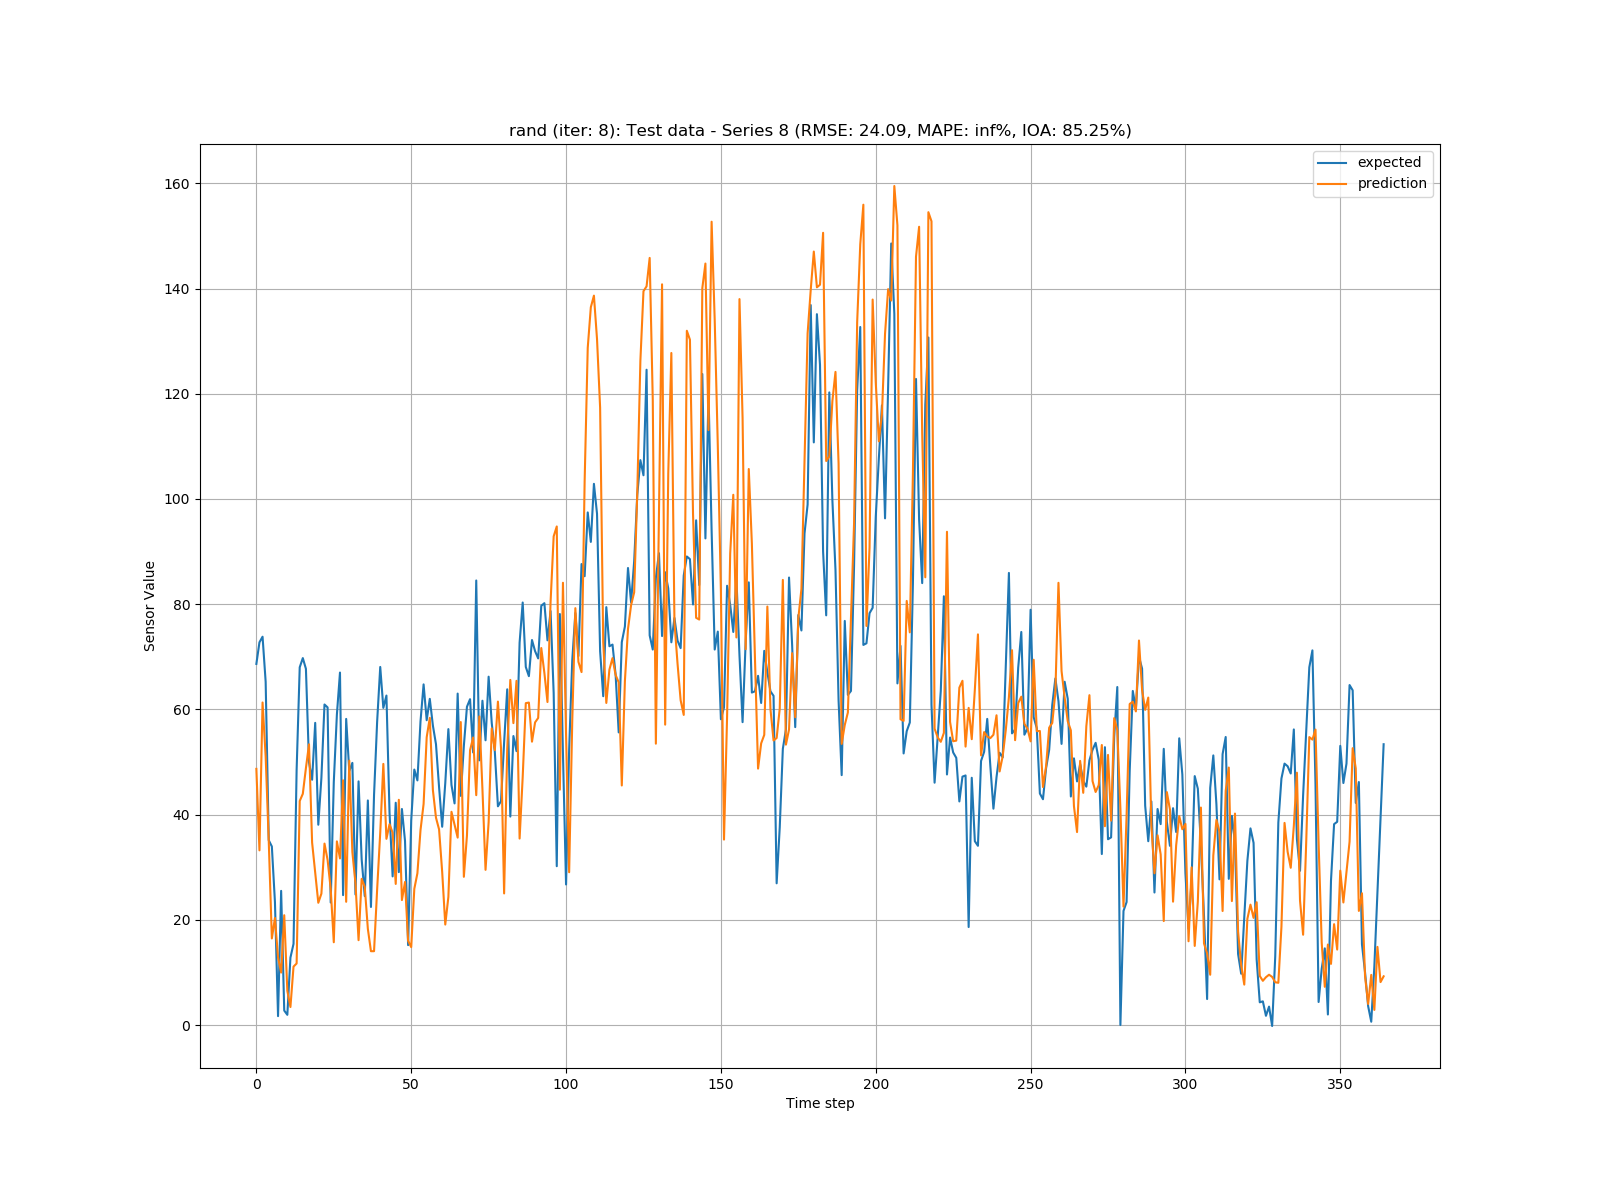 rand (iter: 8): Test data - Series 8 (RMSE: 24.09, MAPE: inf%, IOA: 85.25%)
expected
prediction
160
140
120
100
80
60
40
20
0
Sensor Value
0 50 100 150 200 250 300 350
Time step